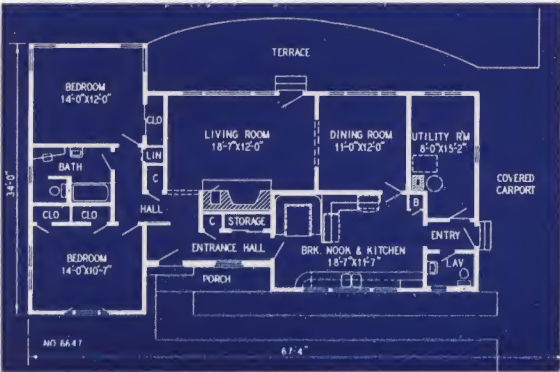 TERRACE
BEDROOM
14'-0"X12'-0"
CLO
LIVING ROOM
18'-7"X12'-0"
DINING ROOM
11'-0"X12'-0"
UTILITY R'M
8'-0"X15'-2"
COVERED
CARPORT
34'-0"
BATH
LIN
C
CLO
CLO
HALL
C
STORAGE
B
ENTRANCE HALL
ENTRY
BRK. NOOK & KITCHEN
18'-7"X11'-7"
BEDROOM
14'-0"X10'-7"
PORCH
LAV
NO. 6647
67'-4"